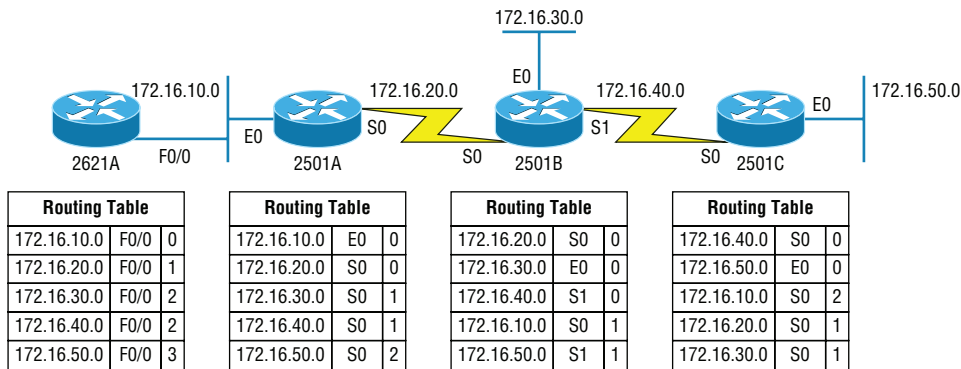 172.16.30.0
172.16.10.0
172.16.20.0
E0
172.16.40.0
172.16.50.0
E0
S0
S1
E0
F0/0
S0
S0
2621A
2501A
2501B
2501C
Routing Table
172.16.10.0 F0/0 0
172.16.20.0 F0/0 1
172.16.30.0 F0/0 2
172.16.40.0 F0/0 2
172.16.50.0 F0/0 3
Routing Table
172.16.10.0 E0 0
172.16.20.0 S0 0
172.16.30.0 S0 1
172.16.40.0 S0 1
172.16.50.0 S0 2
Routing Table
172.16.20.0 S0 0
172.16.30.0 E0 0
172.16.40.0 S1 0
172.16.10.0 S0 1
172.16.50.0 S1 1
Routing Table
172.16.40.0 S0 0
172.16.50.0 E0 0
172.16.10.0 S0 2
172.16.20.0 S0 1
172.16.30.0 S0 1